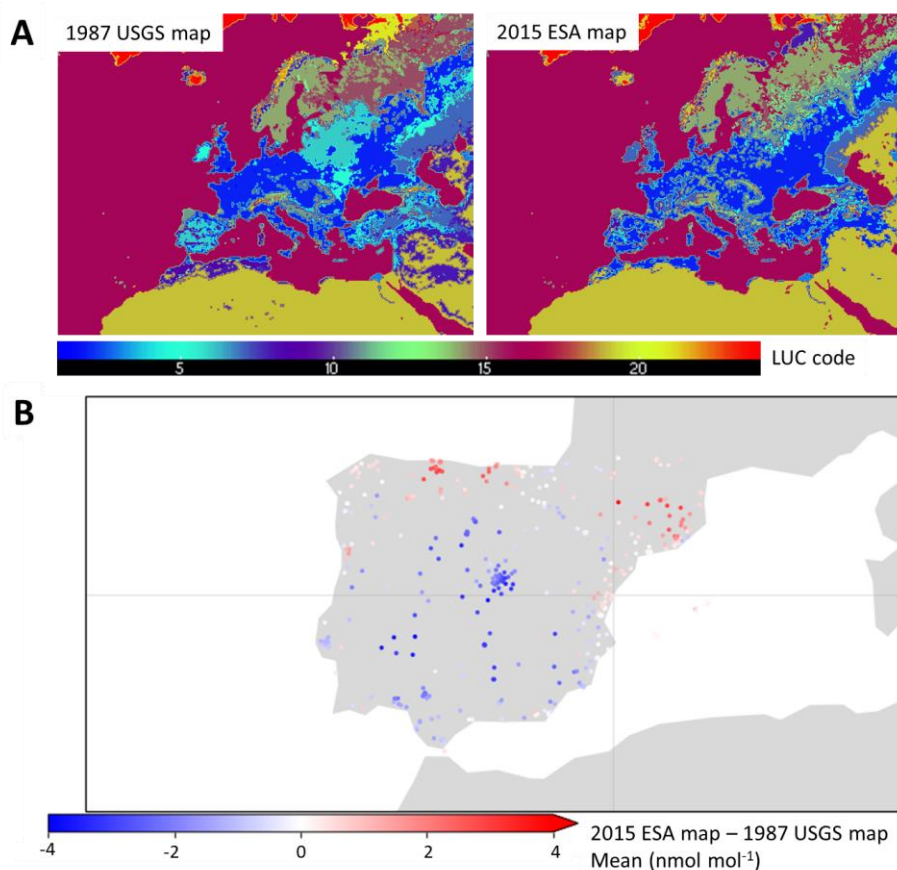 A
1987 USGS map
2015 ESA map
5
10
15
20
LUC code
B
-4
-2
0
2
4
2015 ESA map – 1987 USGS map
Mean (nmol mol⁻¹)